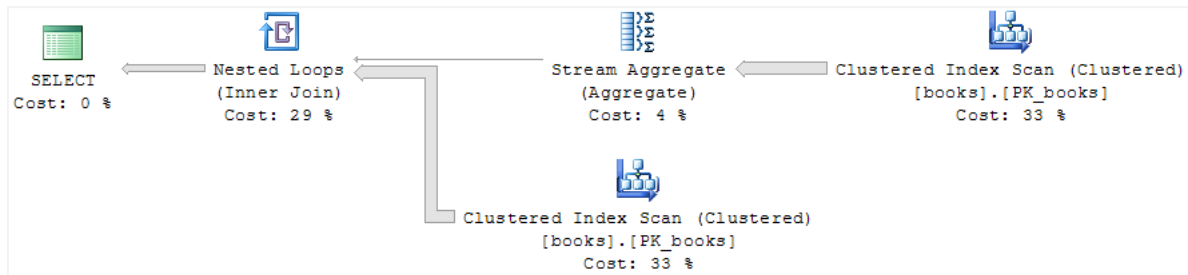 SELECT
Cost: 0 %
Nested Loops
(Inner Join)
Cost: 29 %
Stream Aggregate
(Aggregate)
Cost: 4 %
Clustered Index Scan (Clustered)
[books].[PK_books]
Cost: 33 %
Clustered Index Scan (Clustered)
[books].[PK_books]
Cost: 33 %